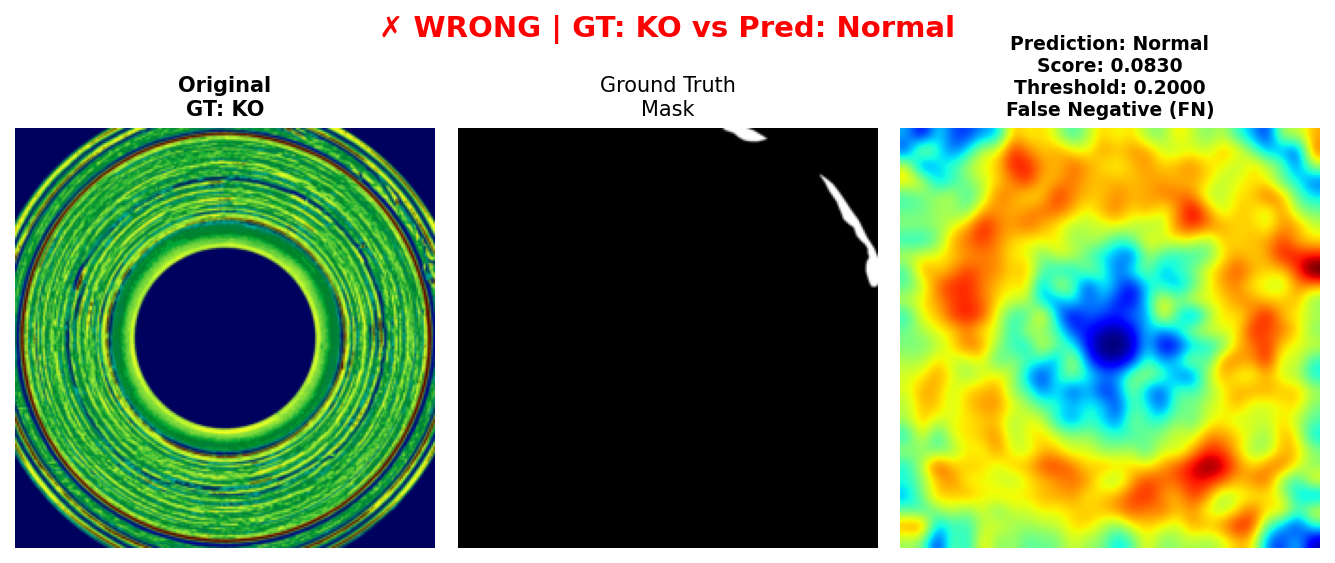 ✗ WRONG | GT: KO vs Pred: Normal
Original
GT: KO
Ground Truth
Mask
Prediction: Normal
Score: 0.0830
Threshold: 0.2000
False Negative (FN)